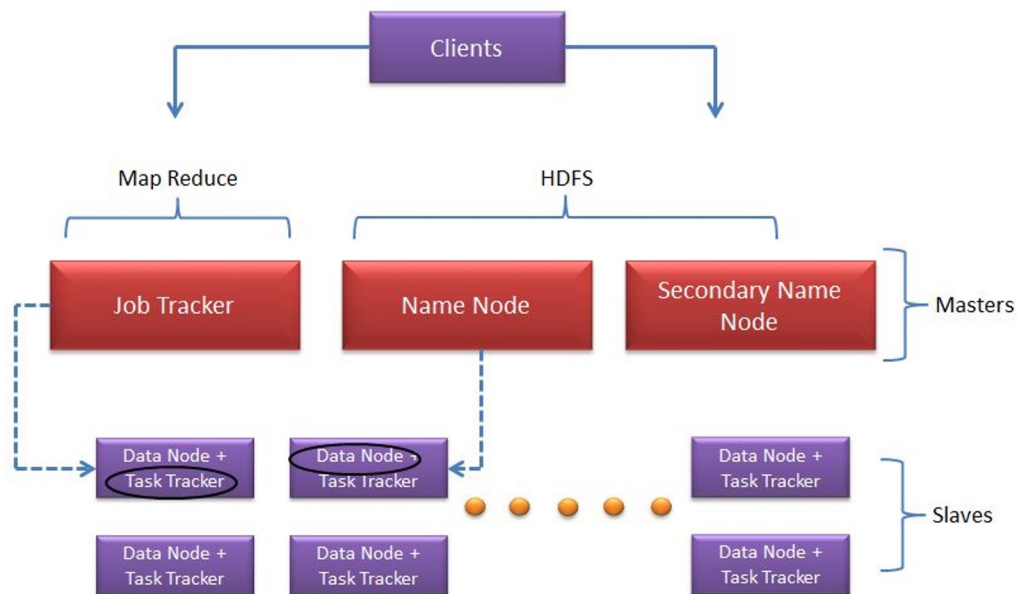 Clients
Map Reduce
HDFS
Job Tracker
Name Node
Secondary Name
Node
Masters
Data Node +
Task Tracker
Data Node +
Task Tracker
Data Node +
Task Tracker
Slaves
Data Node +
Task Tracker
Data Node +
Task Tracker
Data Node +
Task Tracker